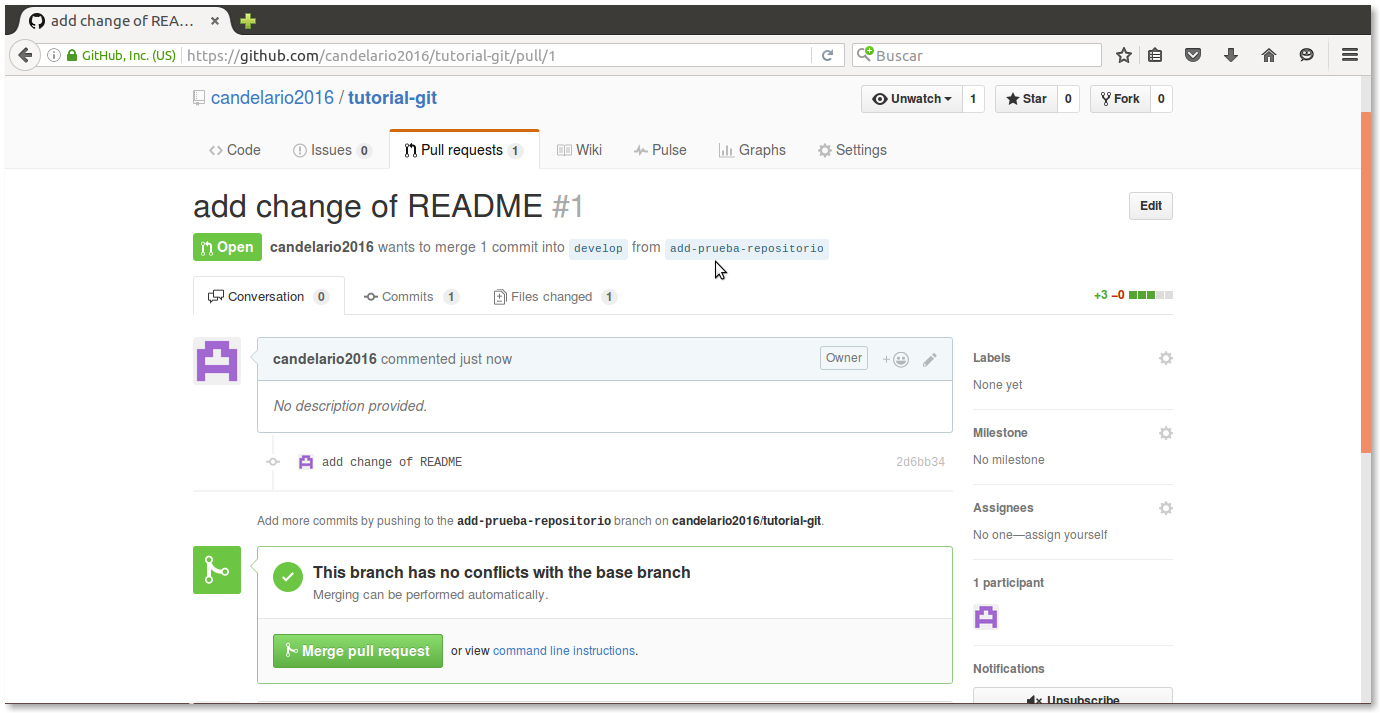 add change of REA...
GitHub, Inc. (US) https://github.com/candelario2016/tutorial-git/pull/1 Buscar
candelario2016 / tutorial-git Unwatch 1 Star 0 Fork 0
Code Issues 0 Pull requests 1 Wiki Pulse Graphs Settings
add change of README #1 Edit
Open candelario2016 wants to merge 1 commit into develop from add-prueba-repositorio
Conversation 0 Commits 1 Files changed 1 +3 −0
candelario2016 commented just now Owner
No description provided.
add change of README 2d6bb34
Add more commits by pushing to the add-prueba-repositorio branch on candelario2016/tutorial-git.
This branch has no conflicts with the base branch
Merging can be performed automatically.
Merge pull request or view command line instructions.
Labels
None yet
Milestone
No milestone
Assignees
No one—assign yourself
1 participant
Notifications
Unsubscribe